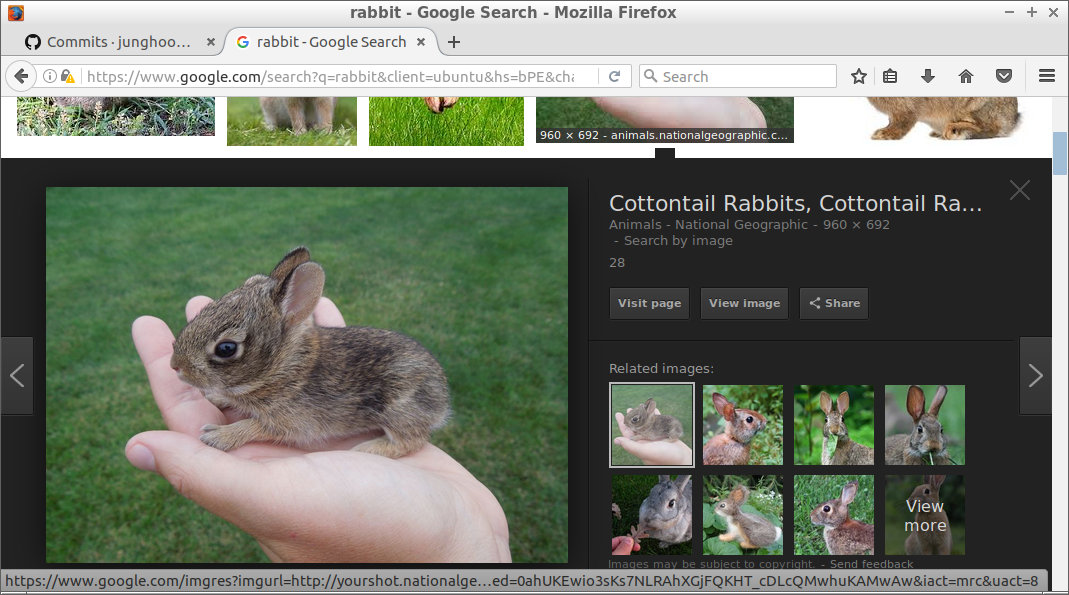 rabbit - Google Search - Mozilla Firefox
Commits · junghoo…
rabbit - Google Search
https://www.google.com/search?q=rabbit&client=ubuntu&hs=bPE&cha
Search
960 × 692 - animals.nationalgeographic.c...
Cottontail Rabbits, Cottontail Ra...
Animals - National Geographic - 960 × 692
- Search by image
28
Visit page
View image
Share
Related images:
View
more
Images may be subject to copyright. - Send feedback
https://www.google.com/imgres?imgurl=http://yourshot.nationalge…ed=0ahUKEwio3sKs7NLRAhXGjFQKHT_cDLcQMwhuKAMwAw&iact=mrc&uact=8